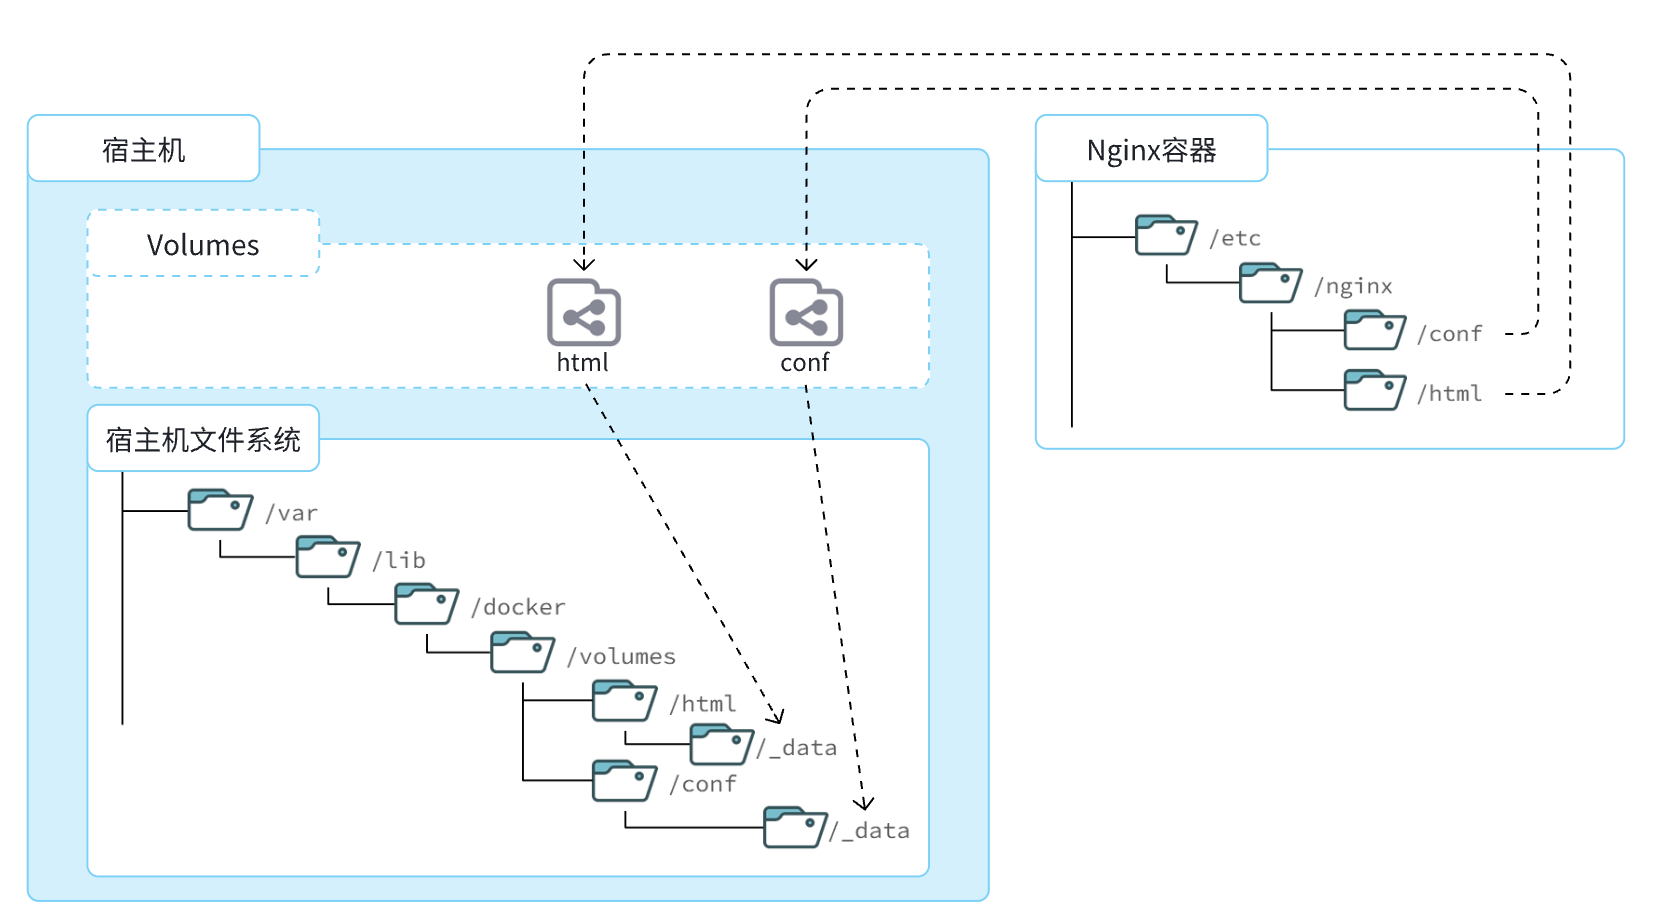 宿主机
Volumes
html
conf
宿主机文件系统
/var
/lib
/docker
/volumes
/html
/_data
/conf
/_data
Nginx容器
/etc
/nginx
/conf
/html